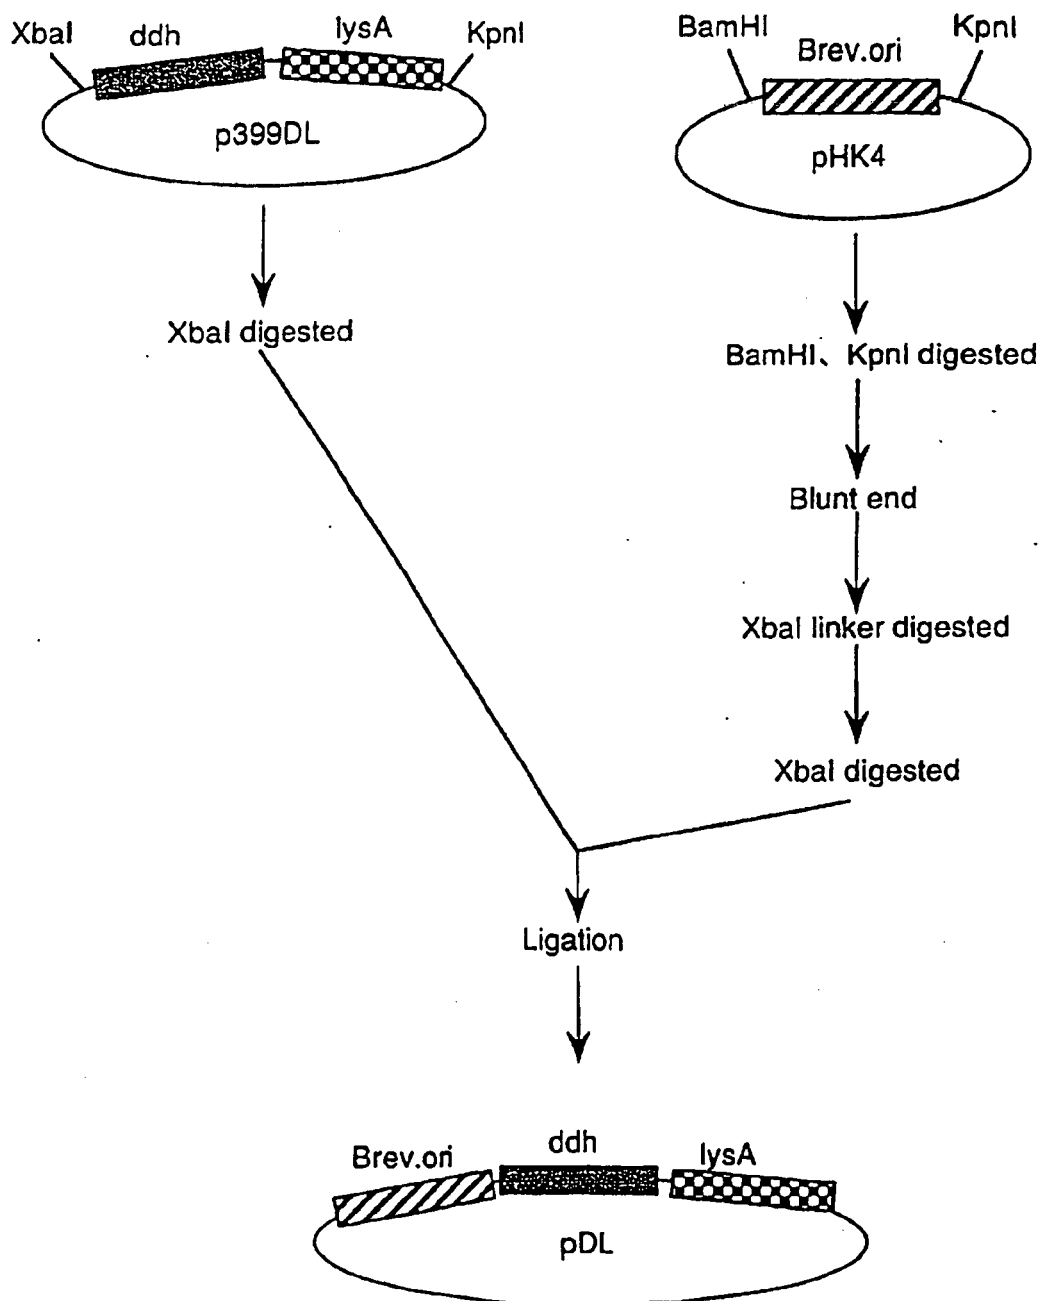 XbaI
ddh
lysA
KpnI
p399DL
BamHI
Brev.ori
KpnI
pHK4
XbaI digested
BamHI、KpnI digested
Blunt end
XbaI linker digested
XbaI digested
Ligation
Brev.ori
ddh
lysA
pDL